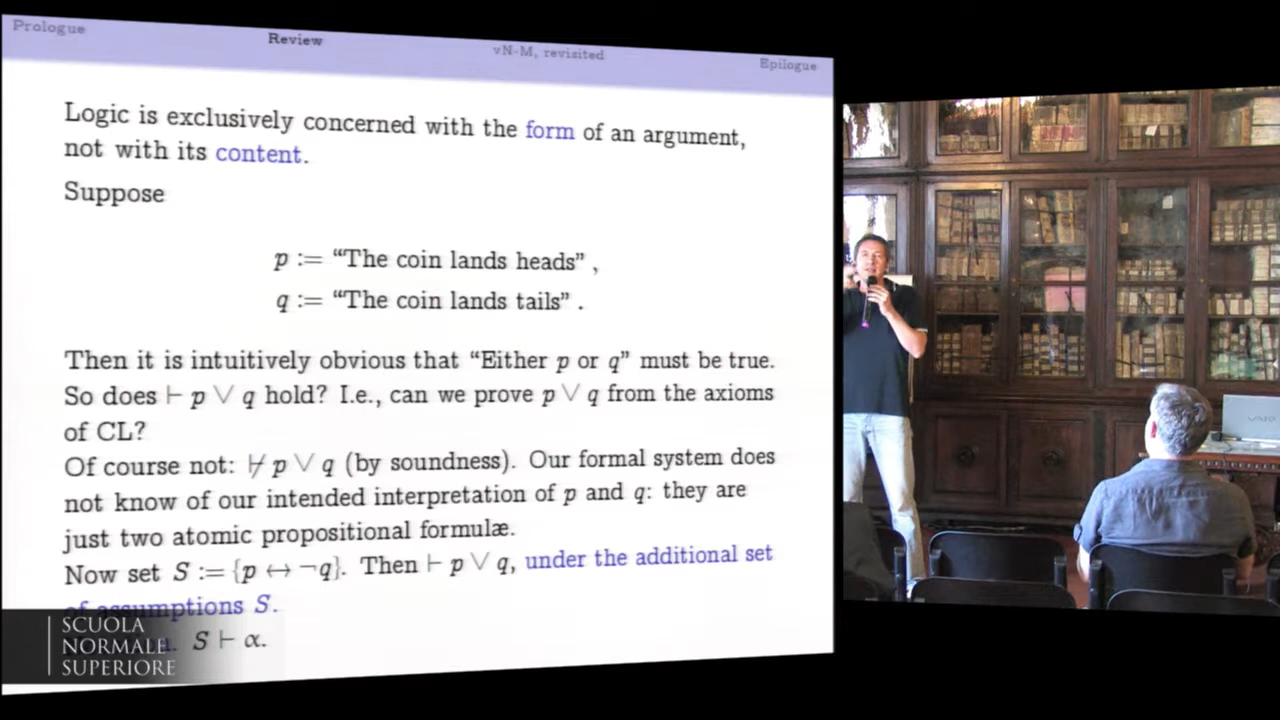 Prologue
Review
vN-M, revisited
Epilogue
Logic is exclusively concerned with the form of an argument,
not with its content.
Suppose
p := “The coin lands heads” ,
q := “The coin lands tails” .
Then it is intuitively obvious that “Either p or q” must be true.
So does ⊢ p ∨ q hold? I.e., can we prove p ∨ q from the axioms
of CL?
Of course not: ⊬ p ∨ q (by soundness). Our formal system does
not know of our intended interpretation of p and q: they are
just two atomic propositional formulæ.
Now set S := {p ↔ ¬q}. Then ⊢ p ∨ q, under the additional set
of assumptions S.
S ⊢ α.
SCUOLA
NORMALE
SUPERIORE
VAIO